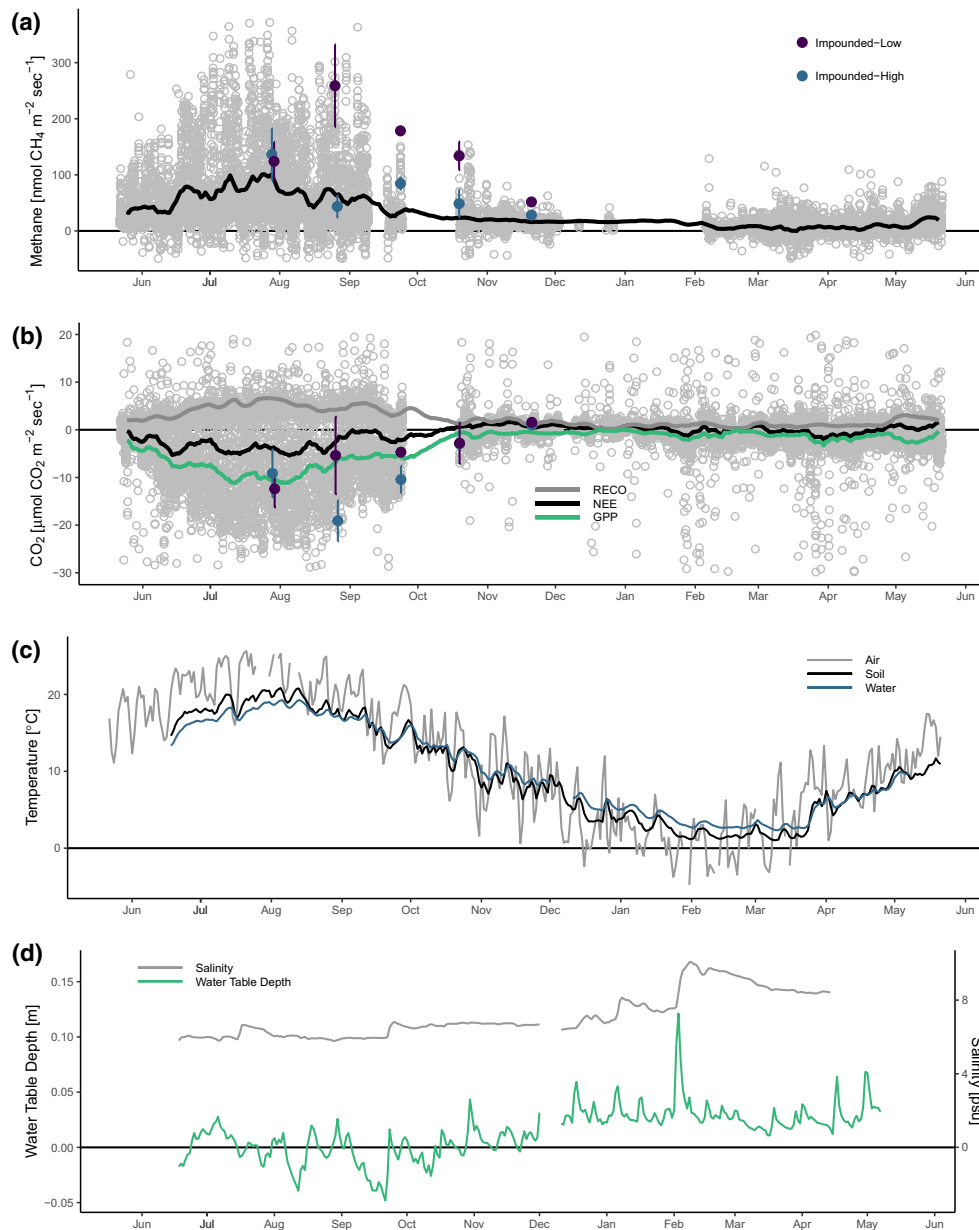 (a)
Methane [nmol CH₄ m⁻² sec⁻¹]
300
200
100
0
Impounded−Low
Impounded−High
Jun Jul Aug Sep Oct Nov Dec Jan Feb Mar Apr May Jun
(b)
CO₂ [μmol CO₂ m⁻² sec⁻¹]
20
10
0
−10
−20
−30
RECO
NEE
GPP
Jun Jul Aug Sep Oct Nov Dec Jan Feb Mar Apr May Jun
(c)
Temperature [°C]
20
10
0
Air
Soil
Water
Jun Jul Aug Sep Oct Nov Dec Jan Feb Mar Apr May Jun
(d)
Water Table Depth [m]
0.15
0.10
0.05
0.00
−0.05
Salinity
Water Table Depth
8
4
0
Salinity [psu]
Jun Jul Aug Sep Oct Nov Dec Jan Feb Mar Apr May Jun